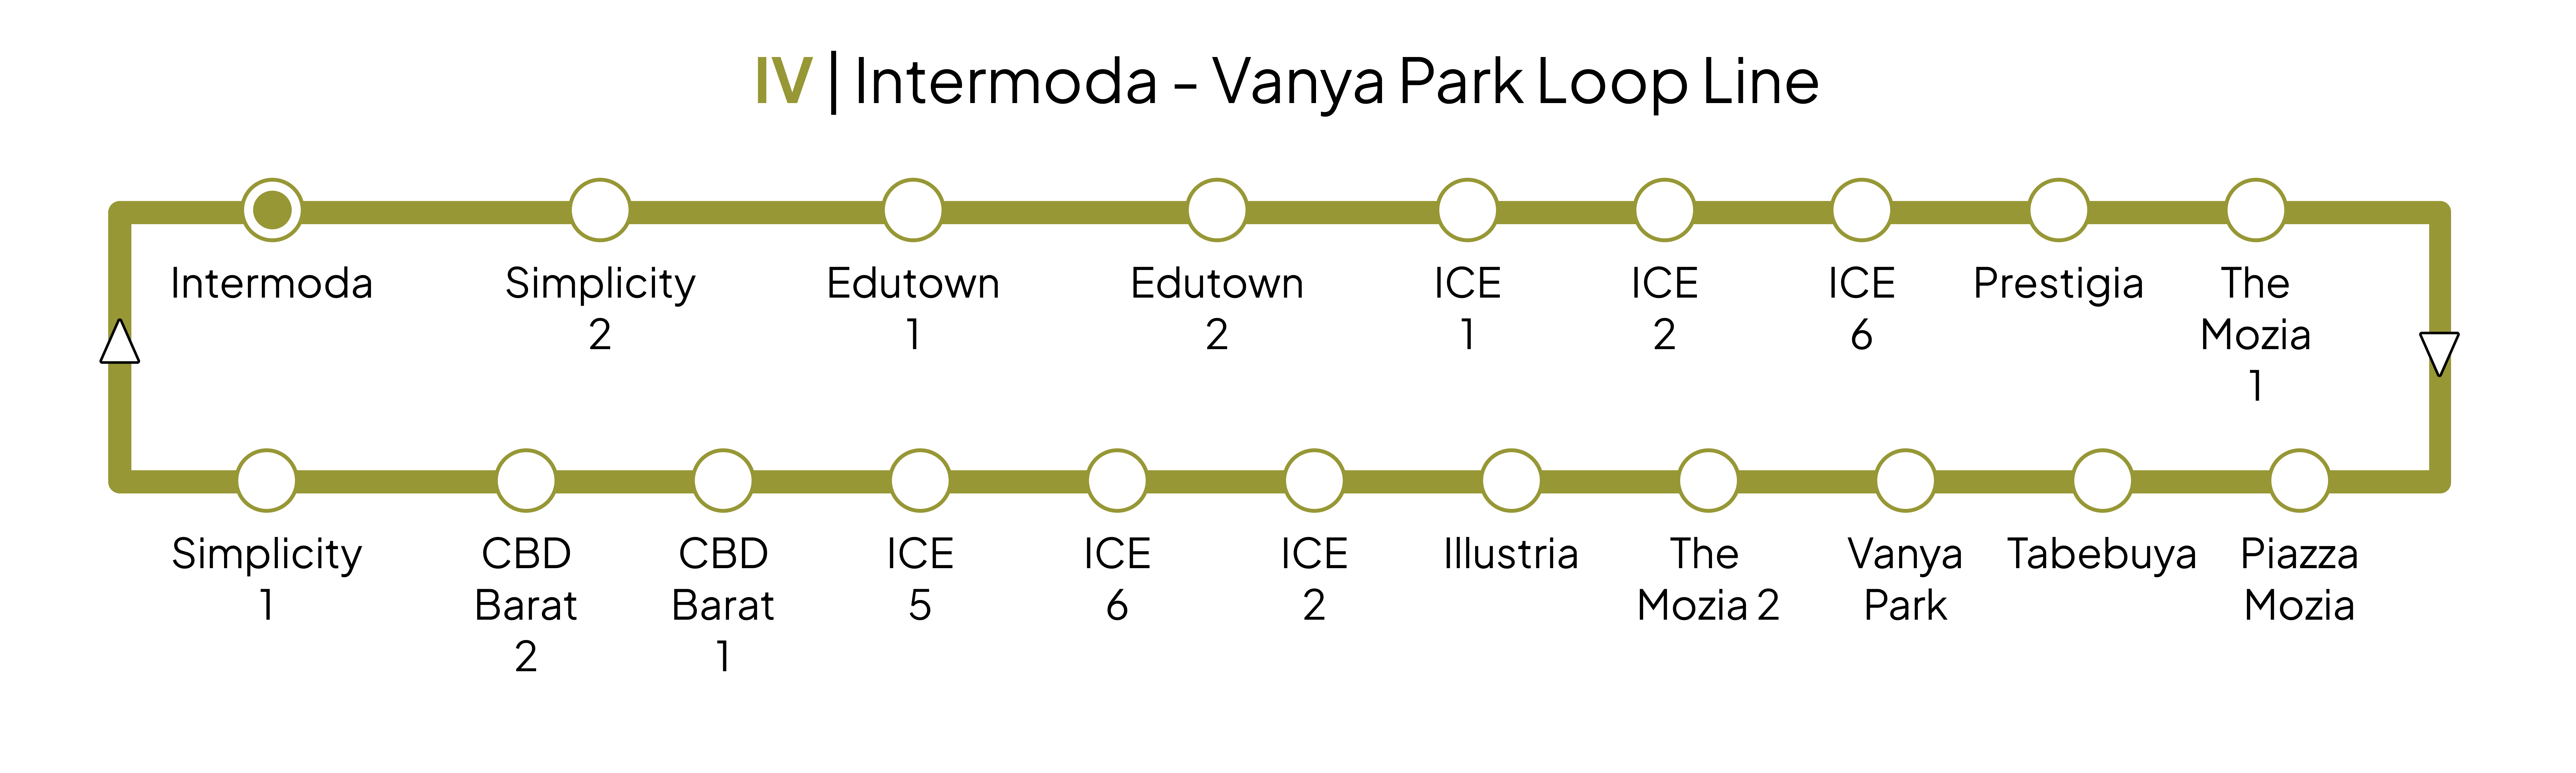 IV | Intermoda - Vanya Park Loop Line
Intermoda
Simplicity
2
Edutown
1
Edutown
2
ICE
1
ICE
2
ICE
6
Prestigia
The
Mozia
1
Simplicity
1
CBD
Barat
2
CBD
Barat
1
ICE
5
ICE
6
ICE
2
Illustria
The
Mozia 2
Vanya
Park
Tabebuya
Piazza
Mozia